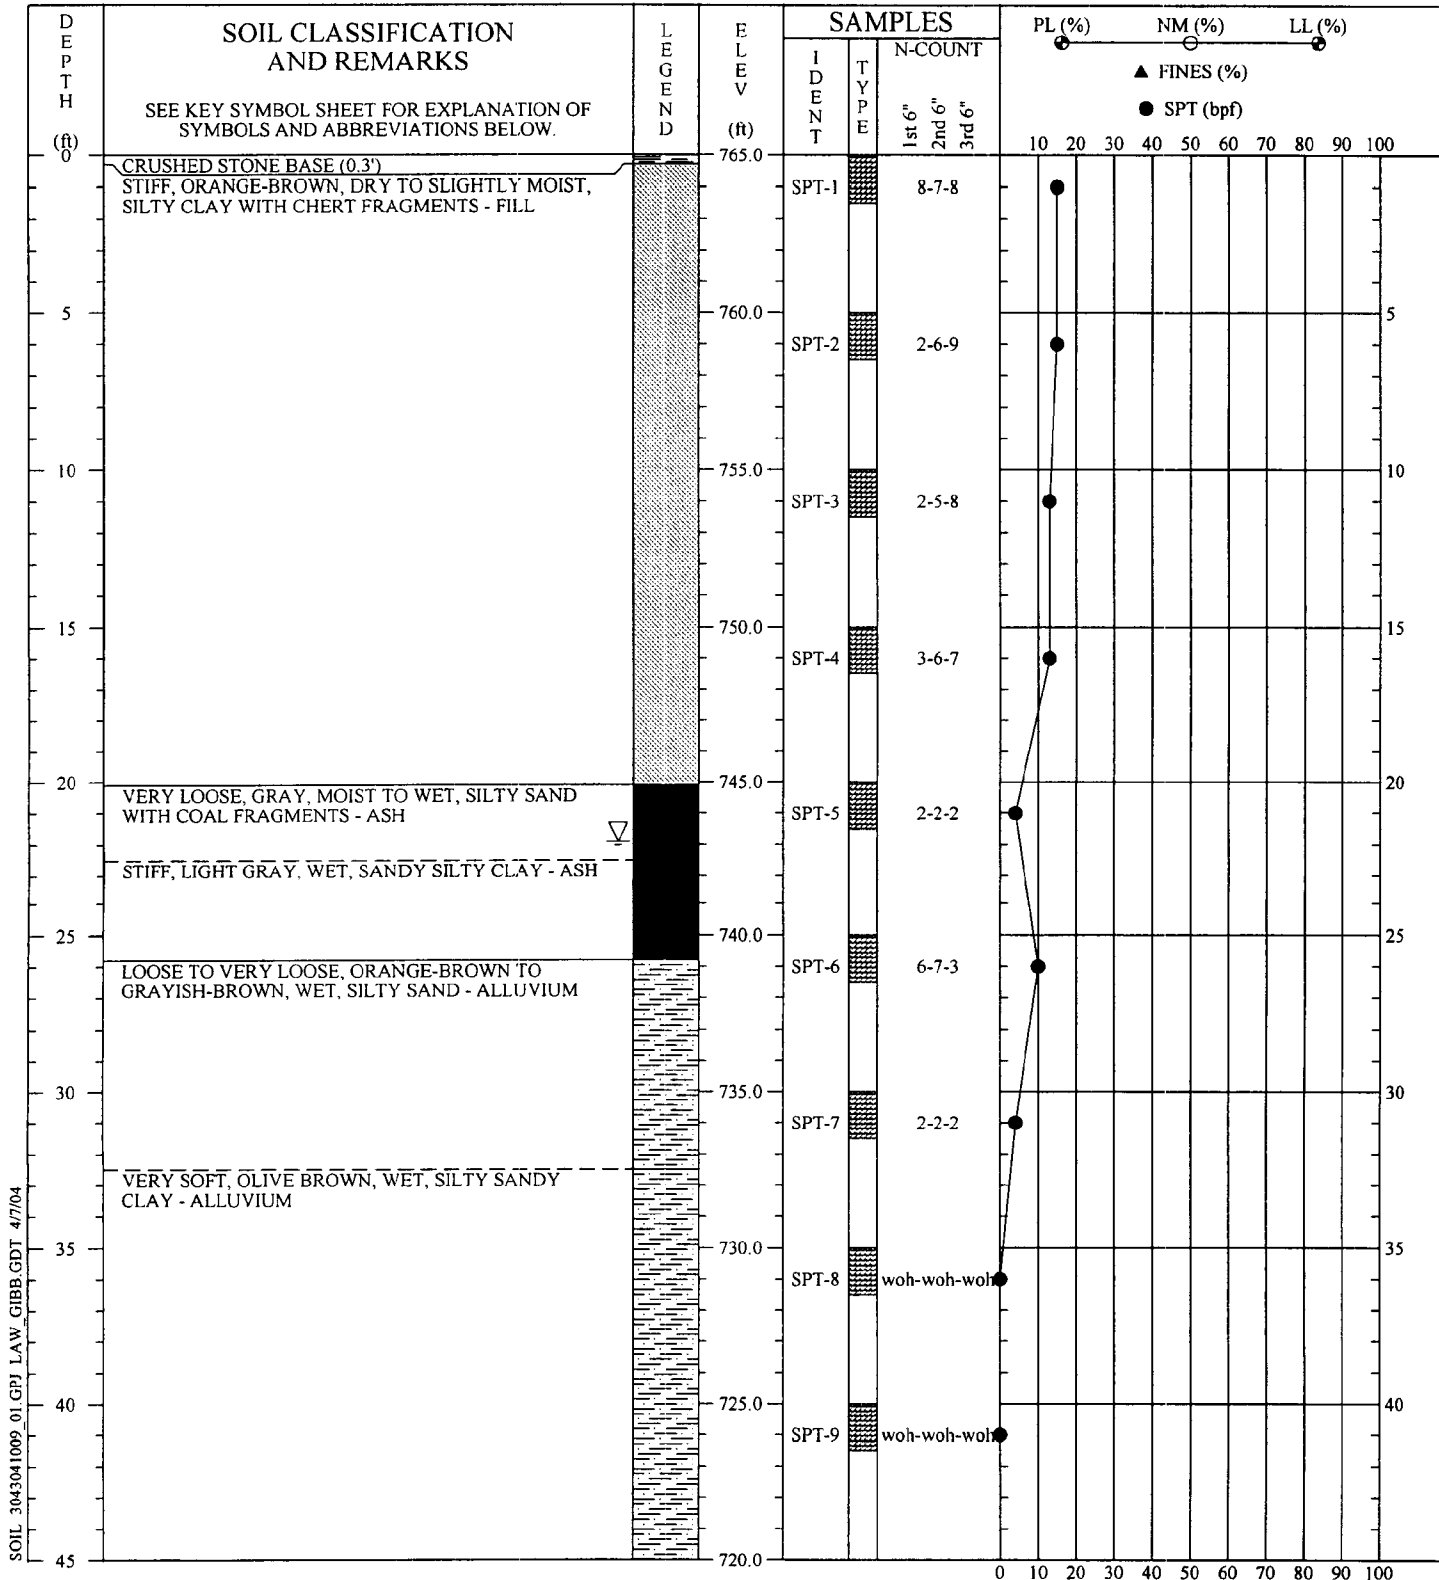 DEPTH (ft)
SOIL CLASSIFICATION
AND REMARKS
SEE KEY SYMBOL SHEET FOR EXPLANATION OF
SYMBOLS AND ABBREVIATIONS BELOW.
LEGEND
ELEV (ft)
SAMPLES
IDENT
TYPE
N-COUNT
1st 6"
2nd 6"
3rd 6"
PL (%) NM (%) LL (%)
▲ FINES (%)
● SPT (bpf)
10 20 30 40 50 60 70 80 90 100
0 765.0
CRUSHED STONE BASE (0.3')
STIFF, ORANGE-BROWN, DRY TO SLIGHTLY MOIST,
SILTY CLAY WITH CHERT FRAGMENTS - FILL
SPT-1 8-7-8
5 760.0 5
SPT-2 2-6-9
10 755.0 10
SPT-3 2-5-8
15 750.0 15
SPT-4 3-6-7
20 745.0 20
VERY LOOSE, GRAY, MOIST TO WET, SILTY SAND
WITH COAL FRAGMENTS - ASH
SPT-5 2-2-2
STIFF, LIGHT GRAY, WET, SANDY SILTY CLAY - ASH
25 740.0 25
LOOSE TO VERY LOOSE, ORANGE-BROWN TO
GRAYISH-BROWN, WET, SILTY SAND - ALLUVIUM
SPT-6 6-7-3
30 735.0 30
SPT-7 2-2-2
VERY SOFT, OLIVE BROWN, WET, SILTY SANDY
CLAY - ALLUVIUM
35 730.0 35
SPT-8 woh-woh-woh
40 725.0 40
SPT-9 woh-woh-woh
45 720.0
0 10 20 30 40 50 60 70 80 90 100
SOIL 3043041009_01.GPJ LAW_GIBB.GDT 4/7/04